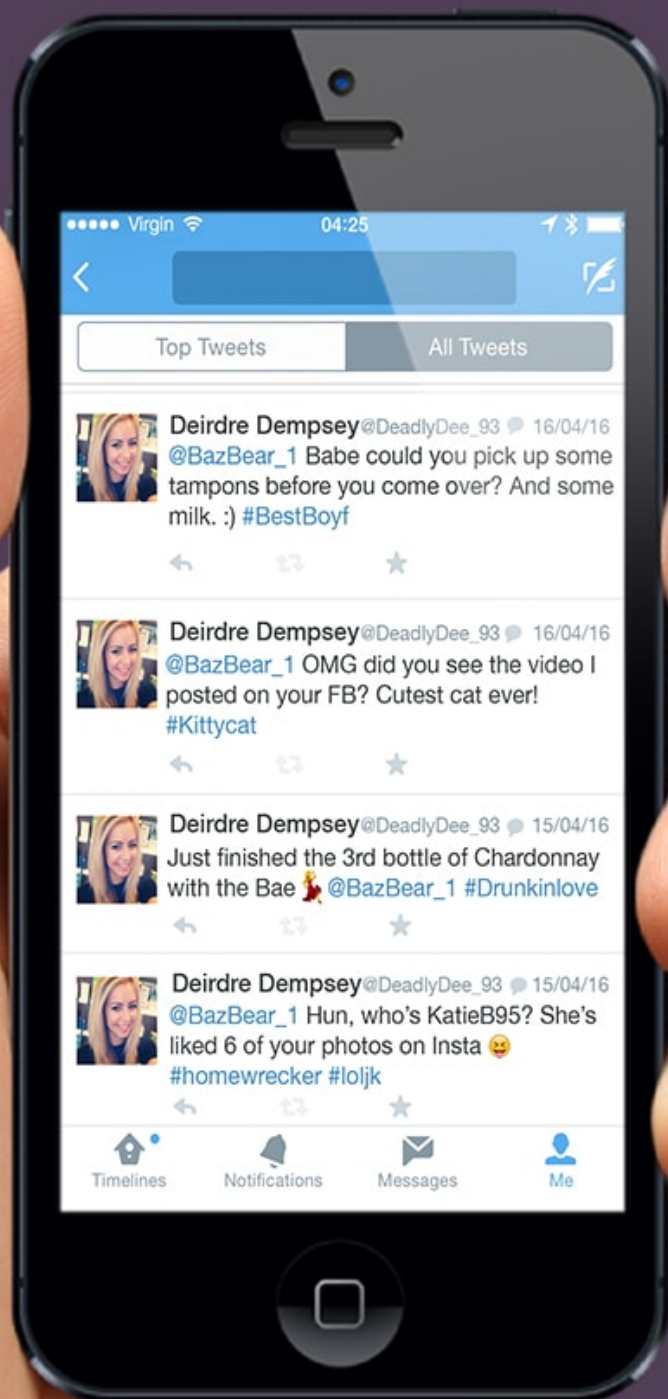 Virgin 04:25
Top Tweets All Tweets
Deirdre Dempsey@DeadlyDee_93 16/04/16
@BazBear_1 Babe could you pick up some
tampons before you come over? And some
milk. :) #BestBoyf
Deirdre Dempsey@DeadlyDee_93 16/04/16
@BazBear_1 OMG did you see the video I
posted on your FB? Cutest cat ever!
#Kittycat
Deirdre Dempsey@DeadlyDee_93 15/04/16
Just finished the 3rd bottle of Chardonnay
with the Bae 💃 @BazBear_1 #Drunkinlove
Deirdre Dempsey@DeadlyDee_93 15/04/16
@BazBear_1 Hun, who's KatieB95? She's
liked 6 of your photos on Insta 😝
#homewrecker #loljk
Timelines Notifications Messages Me